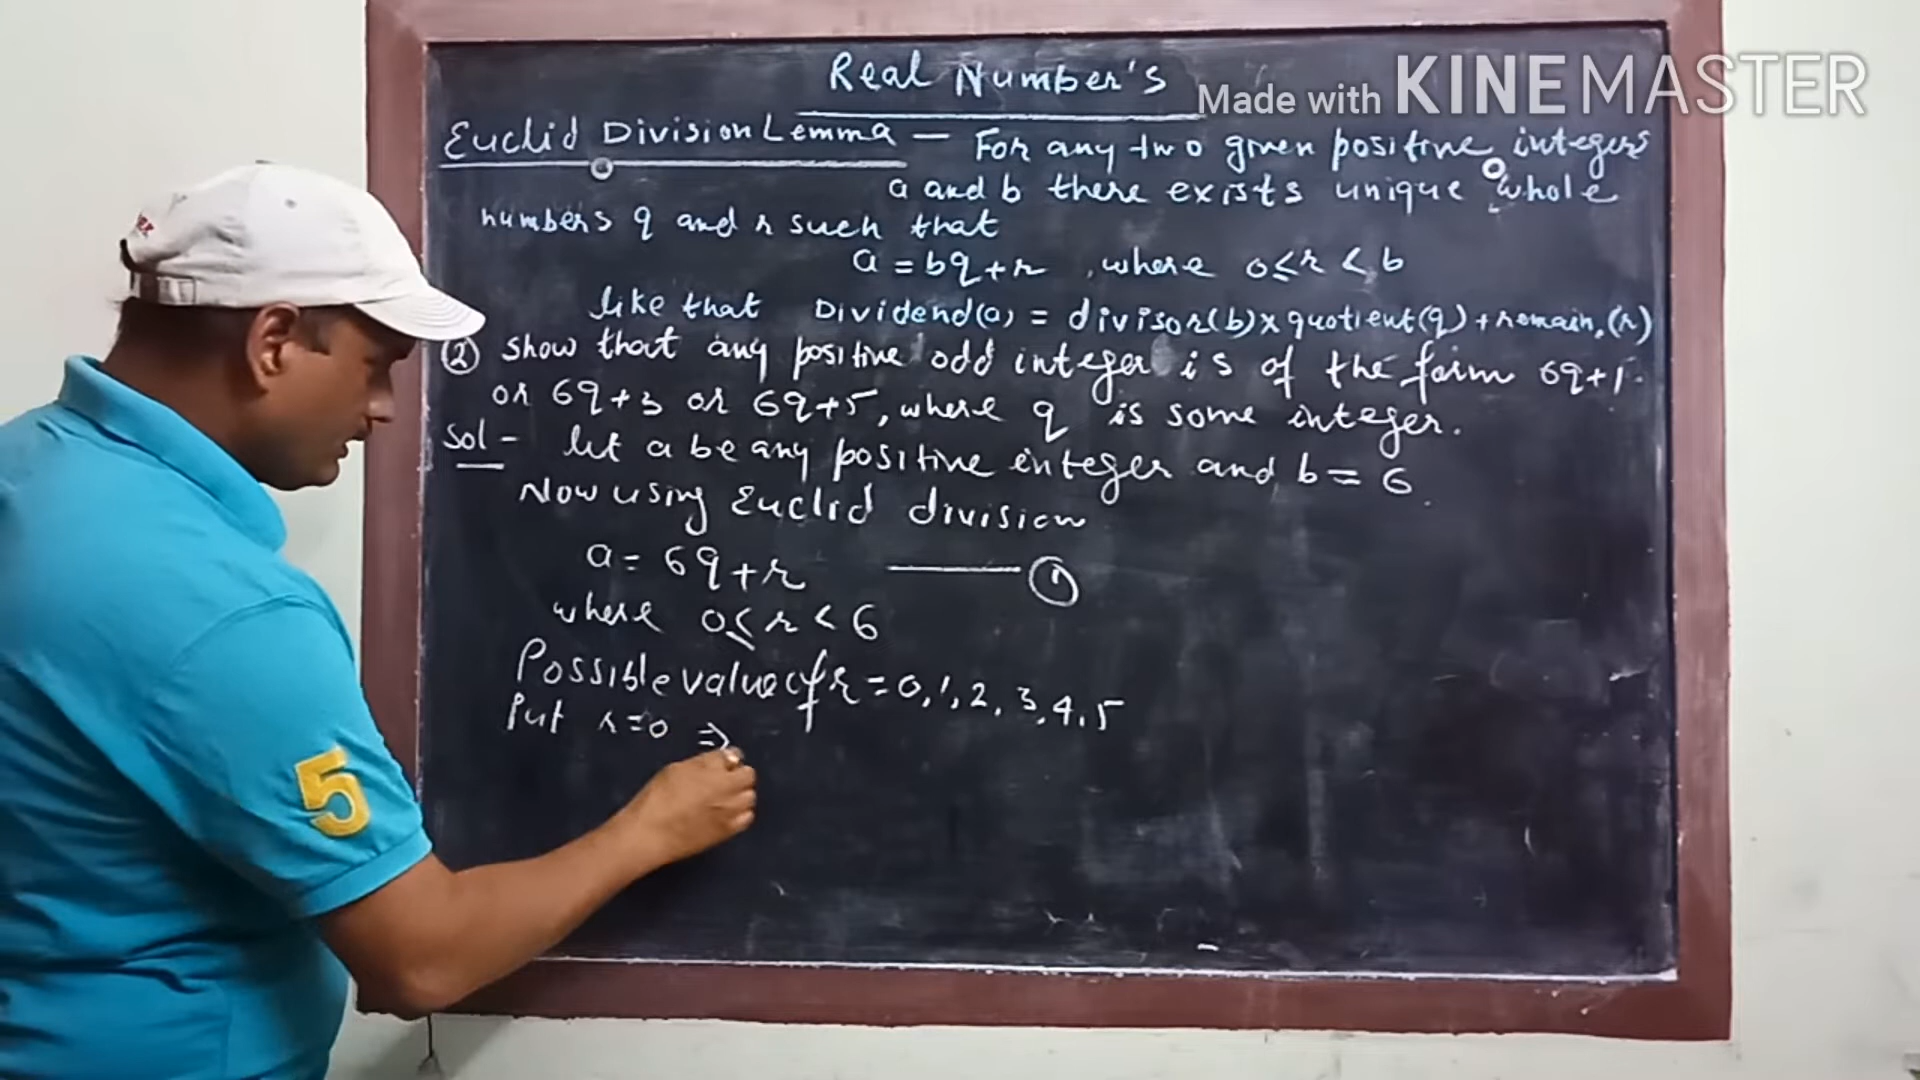 Real Number's
Made with KINEMASTER
Euclid Division Lemma — For any two given positive integers
a and b there exists unique whole
numbers q and r such that
a = bq + r , where 0 ≤ r < b
like that Dividend(a) = divisor(b) x quotient(q) + remain.(r)
(2) Show that any positive odd integer is of the form 6q+1.
or 6q+3 or 6q+5, where q is some integer.
Sol - let a be any positive integer and b = 6
Now using Euclid division
a = 6q + r ——— (1)
where 0 ≤ r < 6
Possible value of r = 0, 1, 2, 3, 4, 5
Put r = 0 ⇒
5